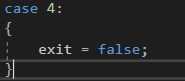 case 4:
{
    exit = false;
}